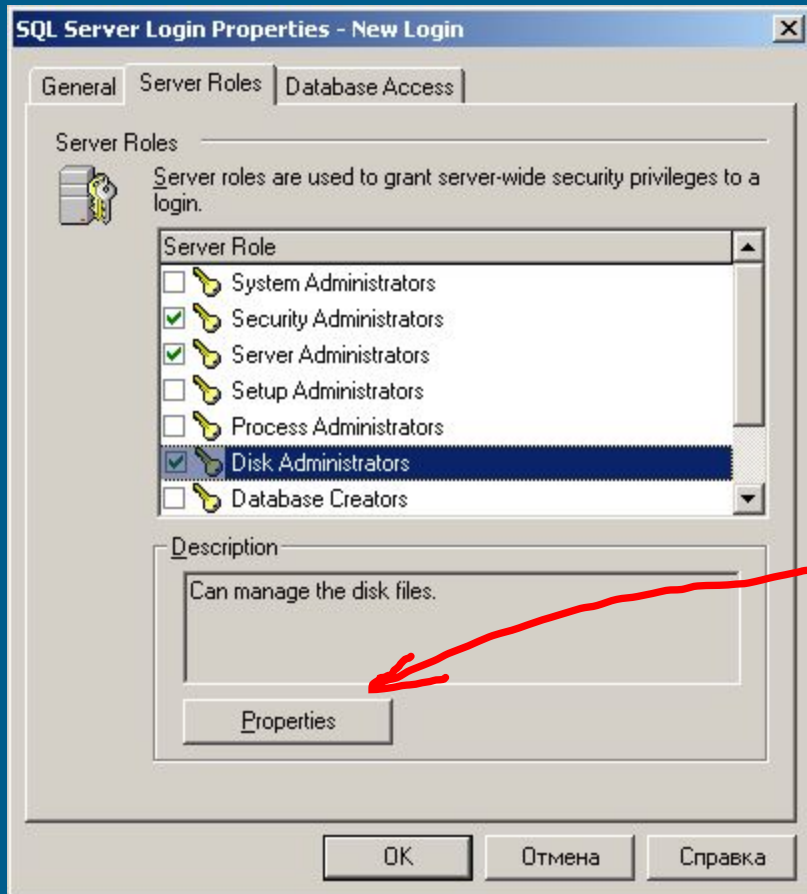 SQL Server Login Properties - New Login
General Server Roles Database Access
Server Roles
Server roles are used to grant server-wide security privileges to a
login.
Server Role
System Administrators
Security Administrators
Server Administrators
Setup Administrators
Process Administrators
Disk Administrators
Database Creators
Description
Can manage the disk files.
Properties
OK Отмена Справка